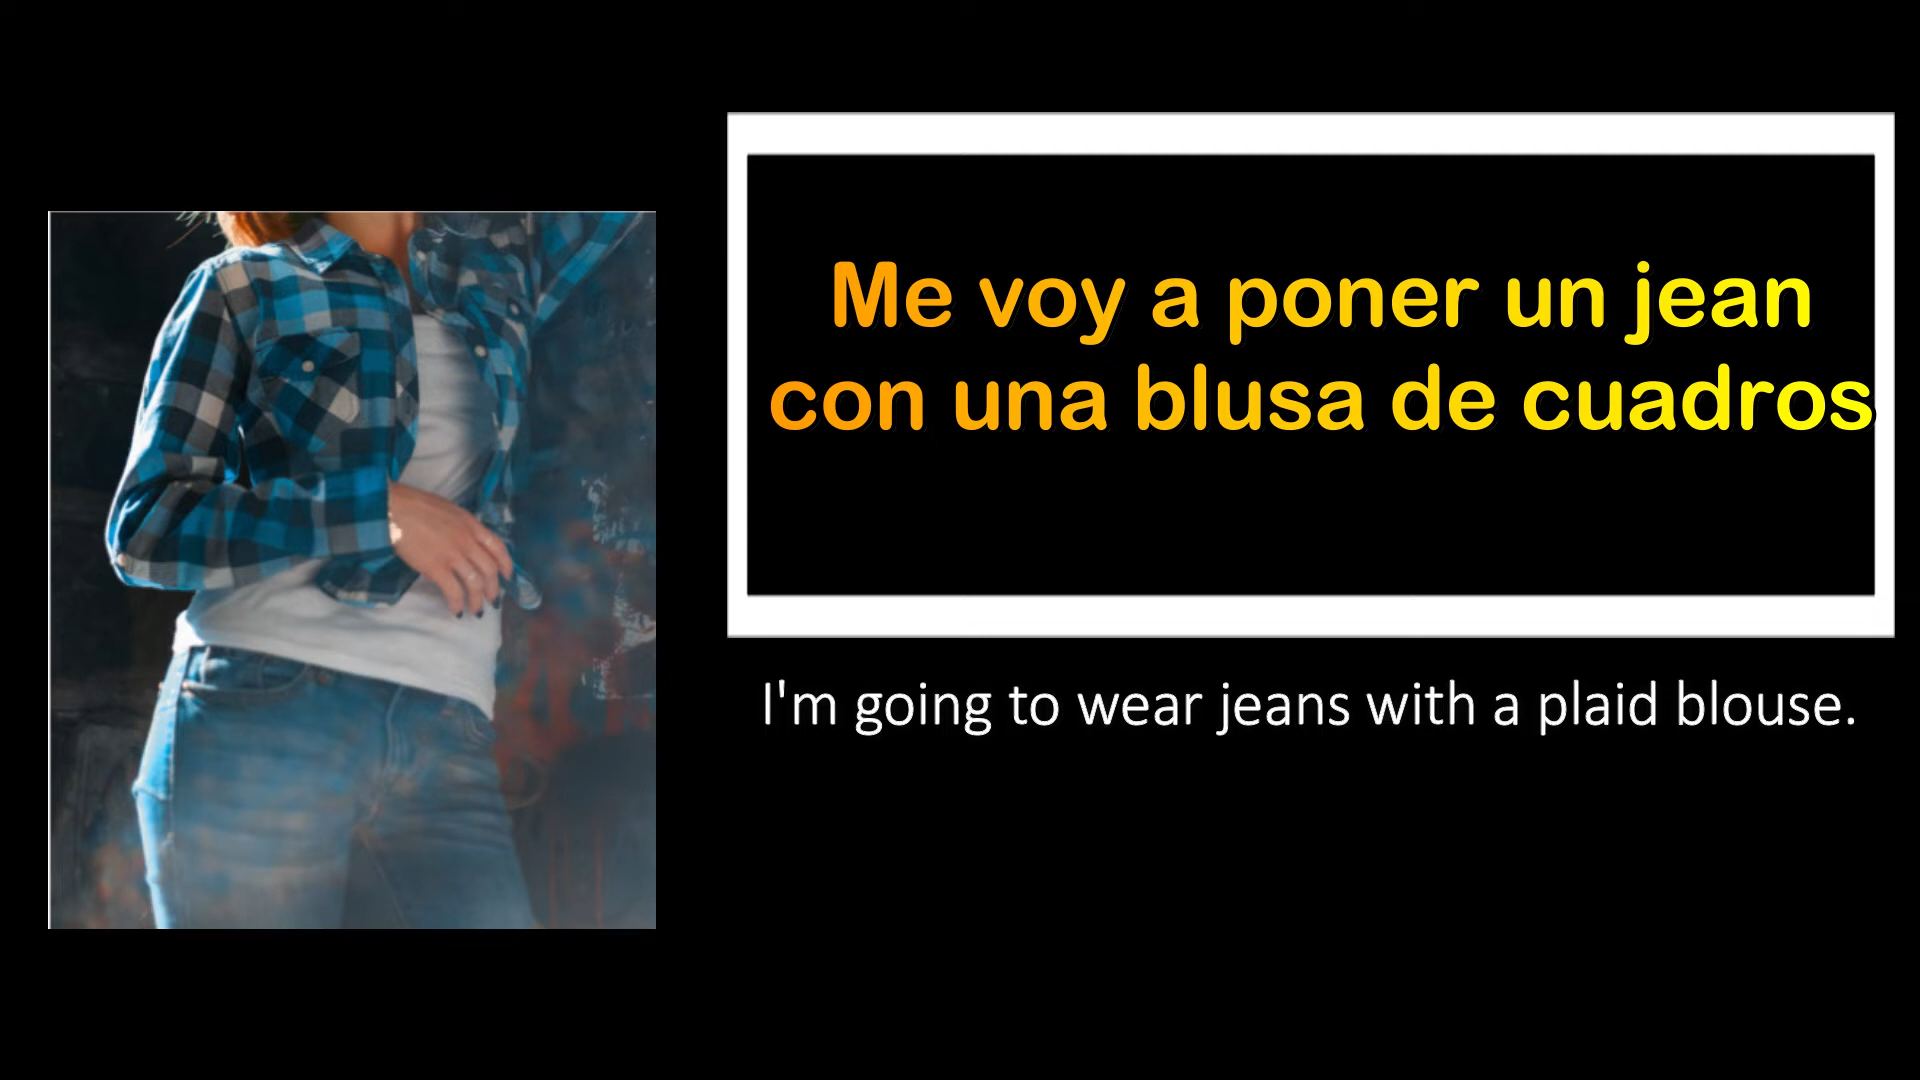 Me voy a poner un jean
con una blusa de cuadros
I'm going to wear jeans with a plaid blouse.